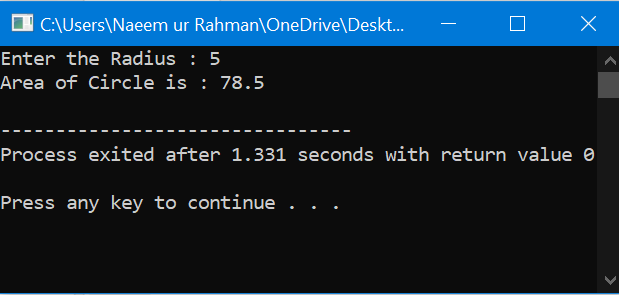 C:\Users\Naeem ur Rahman\OneDrive\Deskt...
Enter the Radius : 5
Area of Circle is : 78.5
--------------------------------
Process exited after 1.331 seconds with return value 0
Press any key to continue . . .